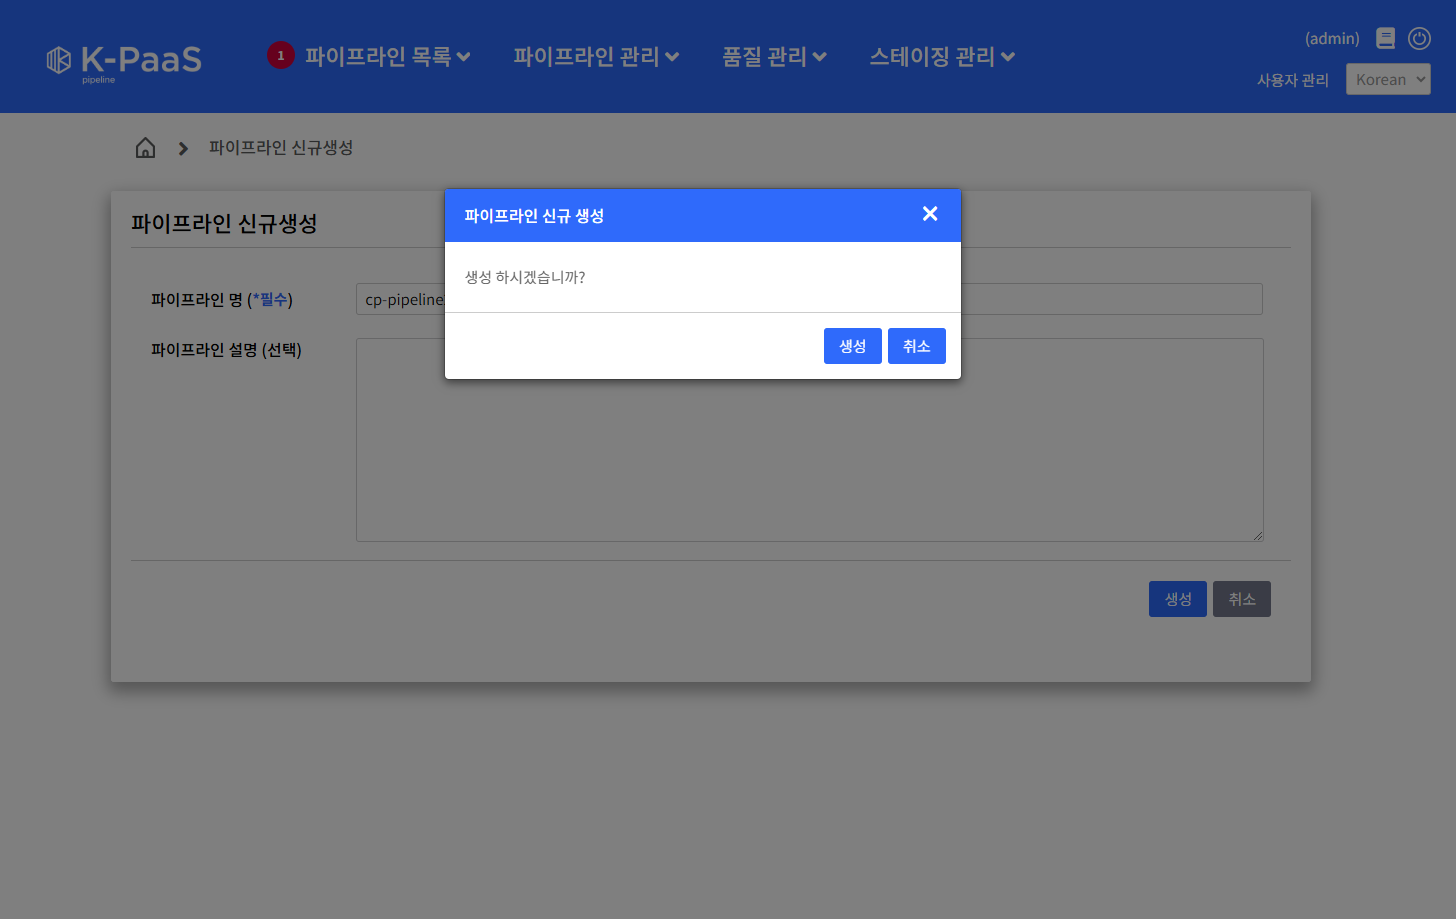 K-PaaS
pipeline
1 파이프라인 목록
파이프라인 관리
품질 관리
스테이징 관리
(admin)
사용자 관리
Korean
파이프라인 신규생성
파이프라인 신규생성
파이프라인 신규 생성
생성 하시겠습니까?
생성
취소
파이프라인 명 (*필수)
cp-pipeline
파이프라인 설명 (선택)
생성
취소